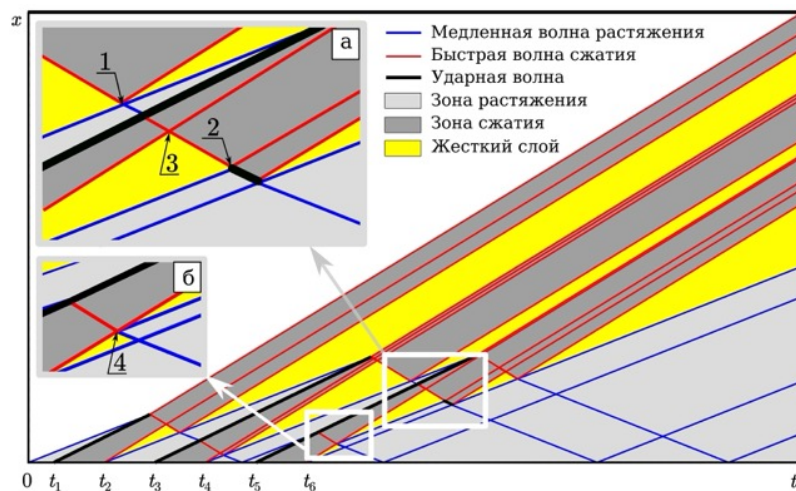 x
а
1
2
3
б
4
Медленная волна растяжения
Быстрая волна сжатия
Ударная волна
Зона растяжения
Зона сжатия
Жесткий слой
0 t₁ t₂ t₃ t₄ t₅ t₆ t